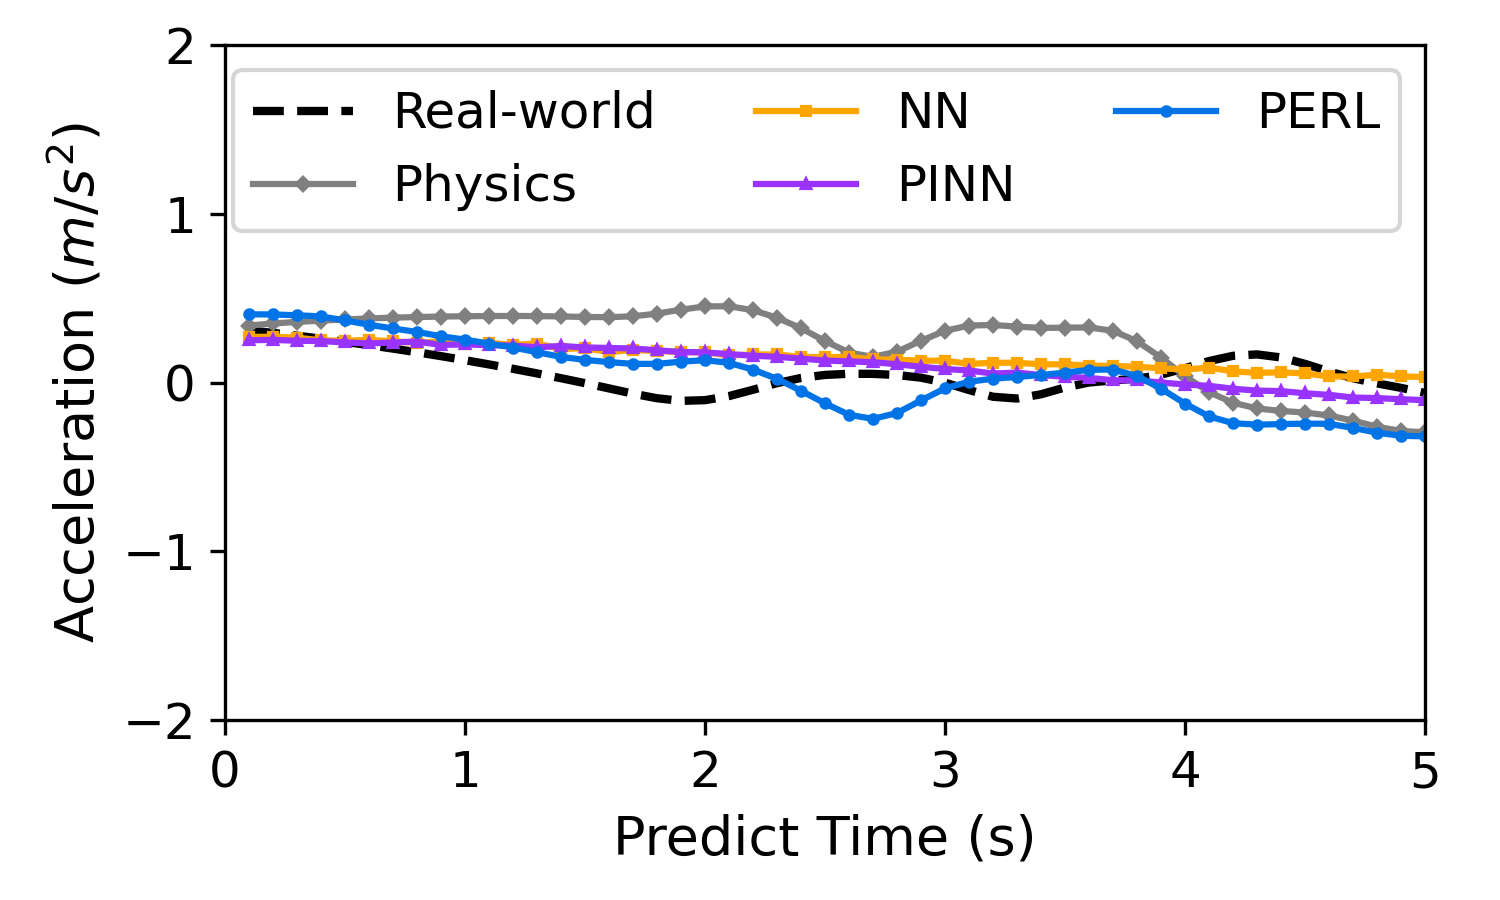 2
1
0
−1
−2
Acceleration (m/s²)
Real-world
Physics
NN
PINN
PERL
0 1 2 3 4 5
Predict Time (s)